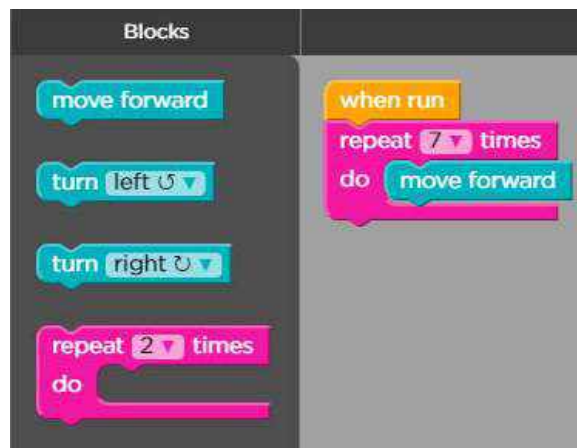 Blocks
move forward
turn left ↺ ▼
turn right ↻ ▼
repeat 2 ▼ times
do
when run
repeat 7 ▼ times
do move forward